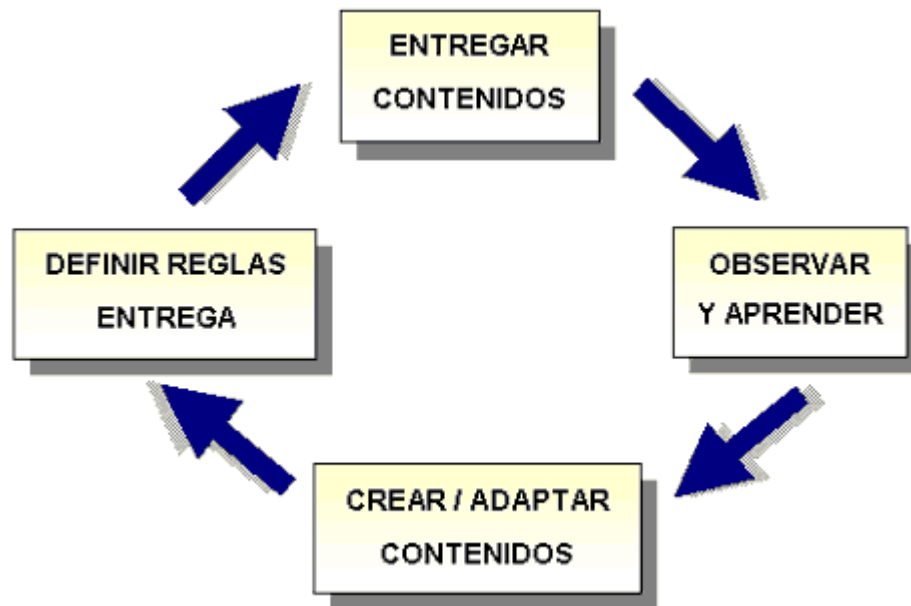 ENTREGAR
CONTENIDOS
DEFINIR REGLAS
ENTREGA
OBSERVAR
Y APRENDER
CREAR / ADAPTAR
CONTENIDOS